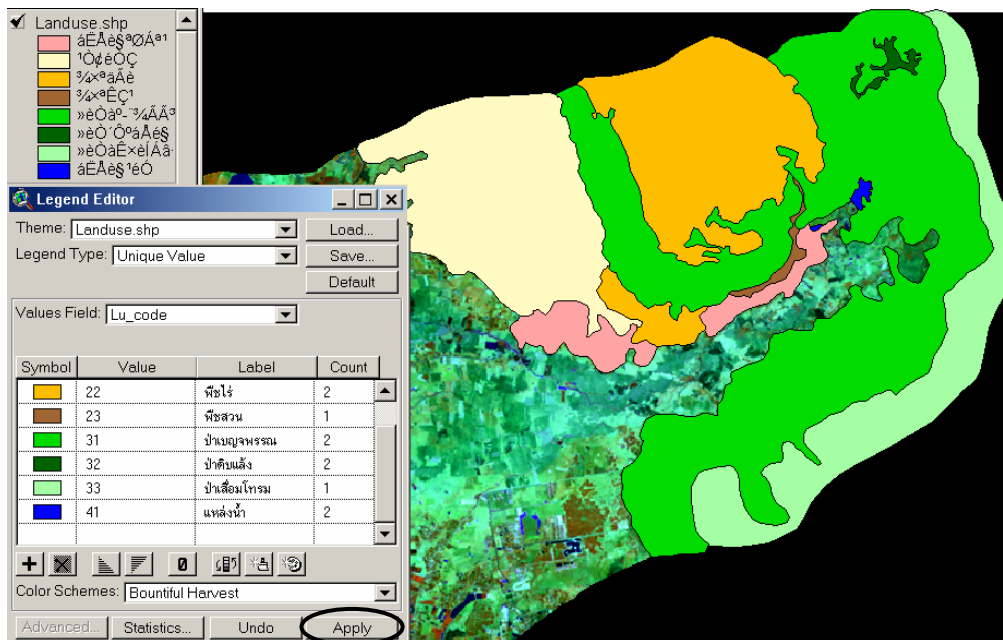 Landuse.shp
áËÅè§ªØÁª¹
¹Ò¢éÒÇ
¾×ªäÃè
¾×ªÊÇ¹
»èÒàº-¨¾ÃÃ³
»èÒ´ÔºáÅé§
»èÒàÊ×èÍÁâ
áËÅè§¹éÓ
Legend Editor
Theme: Landuse.shp Load...
Legend Type: Unique Value Save...
Default
Values Field: Lu_code
Symbol Value Label Count
22 พืชไร่ 2
23 พืชสวน 1
31 ป่าเบญจพรรณ 2
32 ป่าดิบแล้ง 2
33 ป่าเสื่อมโทรม 1
41 แหล่งน้ำ 2
Color Schemes: Bountiful Harvest
Advanced... Statistics... Undo Apply